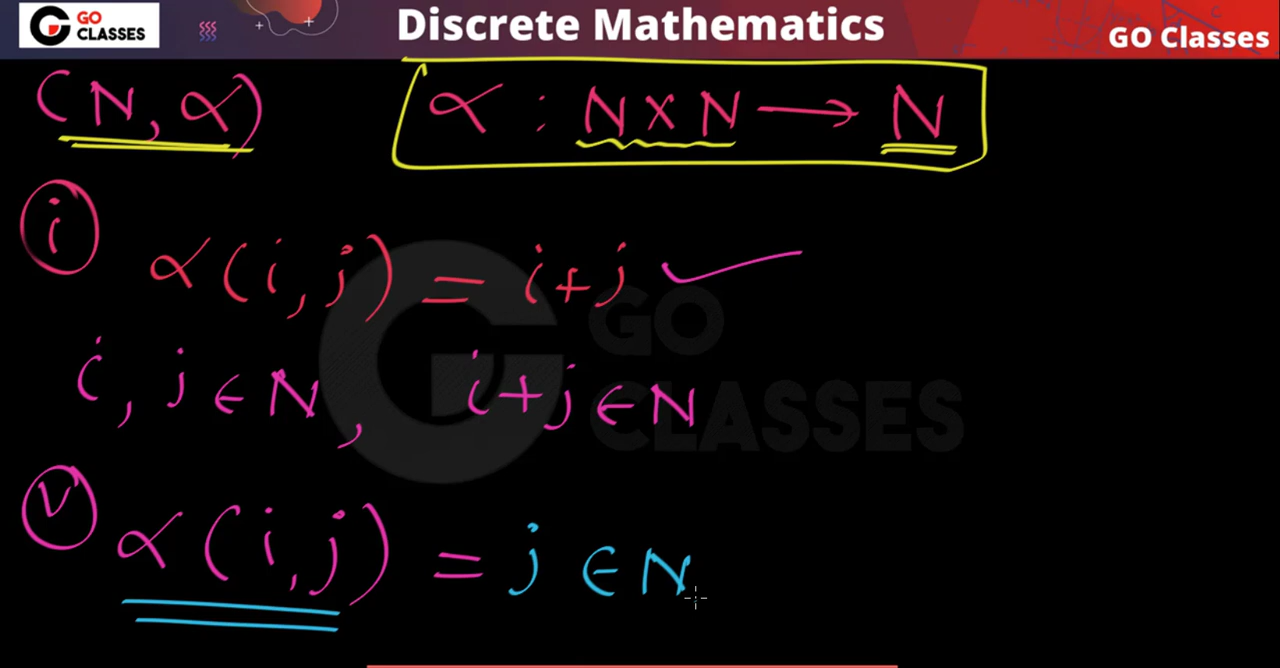 GO
CLASSES
Discrete Mathematics
GO Classes
(N, α)
α : N × N → N
i
α(i, j) = i + j ✓
i, j ∈ N, i + j ∈ N
GO
CLASSES
V
α(i, j) = j ∈ N